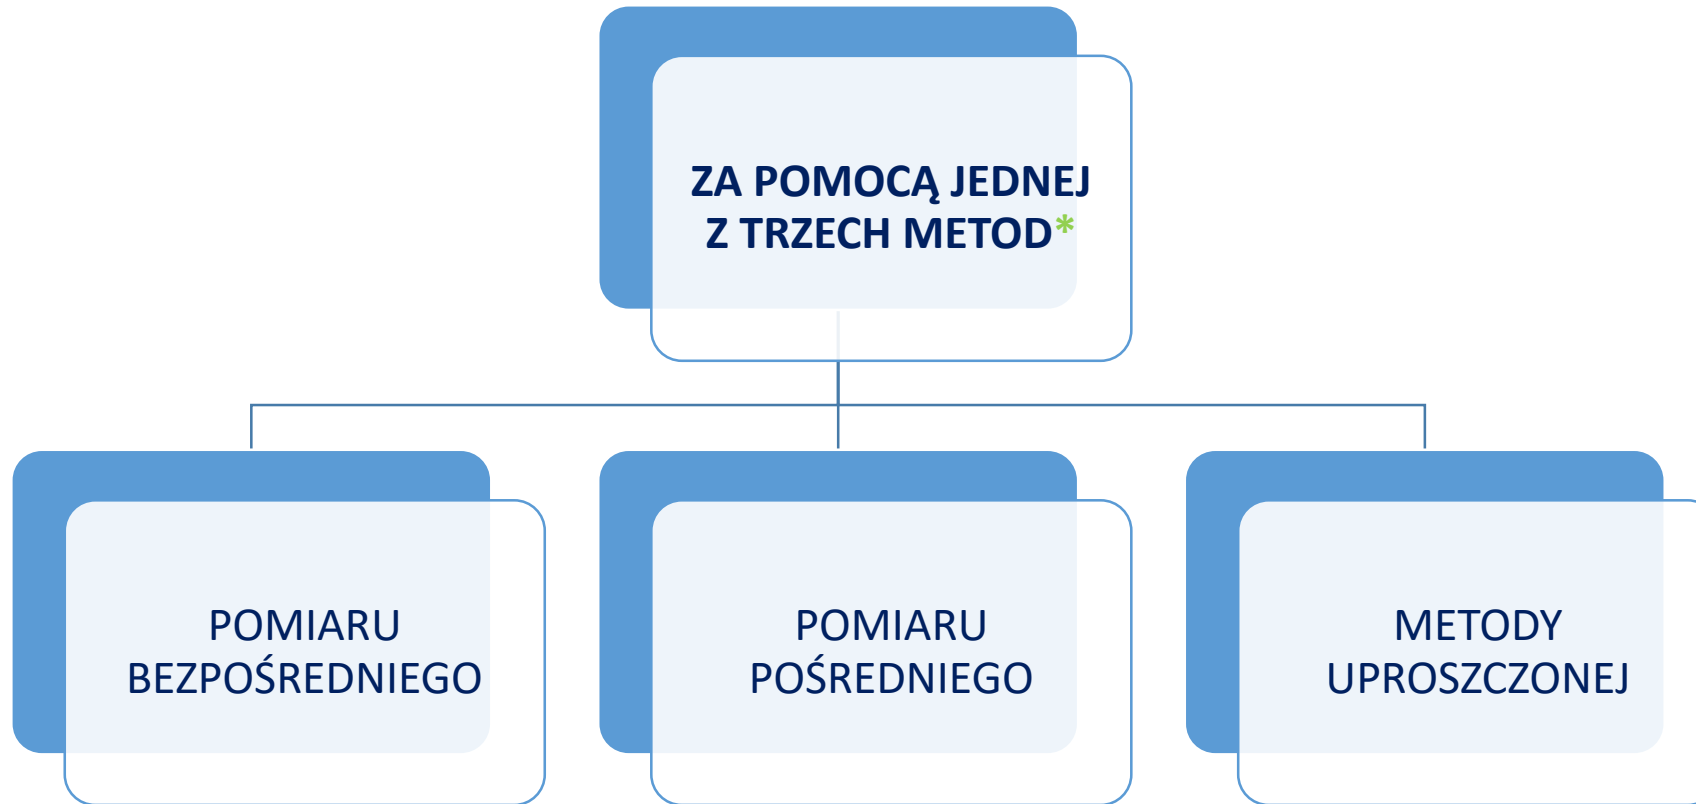 ZA POMOCĄ JEDNEJ
Z TRZECH METOD*
POMIARU
BEZPOŚREDNIEGO
POMIARU
POŚREDNIEGO
METODY
UPROSZCZONEJ